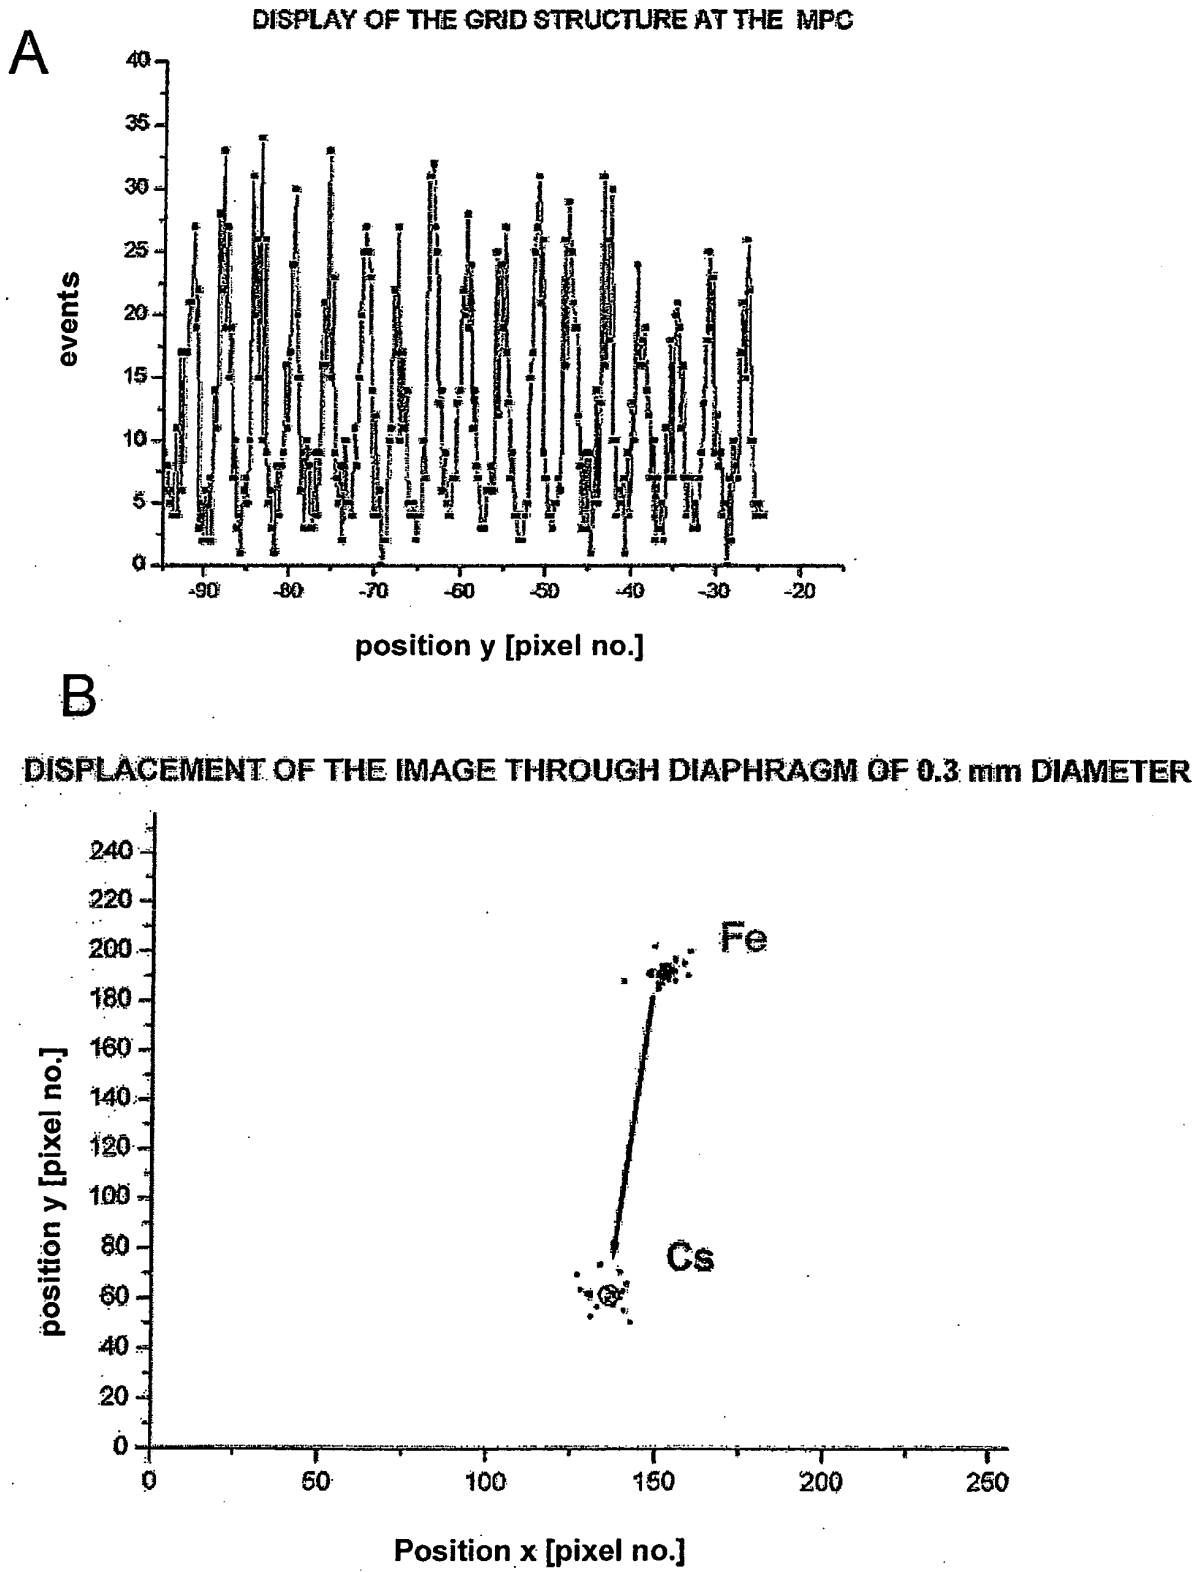 DISPLAY OF THE GRID STRUCTURE AT THE MPC
A
40
35
30
25
20
15
10
5
0
events
-90 -80 -70 -60 -50 -40 -30 -20
position y [pixel no.]
B
DISPLACEMENT OF THE IMAGE THROUGH DIAPHRAGM OF 0.3 mm DIAMETER
240
220
200
180
160
140
120
100
80
60
40
20
0
position y [pixel no.]
Fe
Cs
0 50 100 150 200 250
Position x [pixel no.]